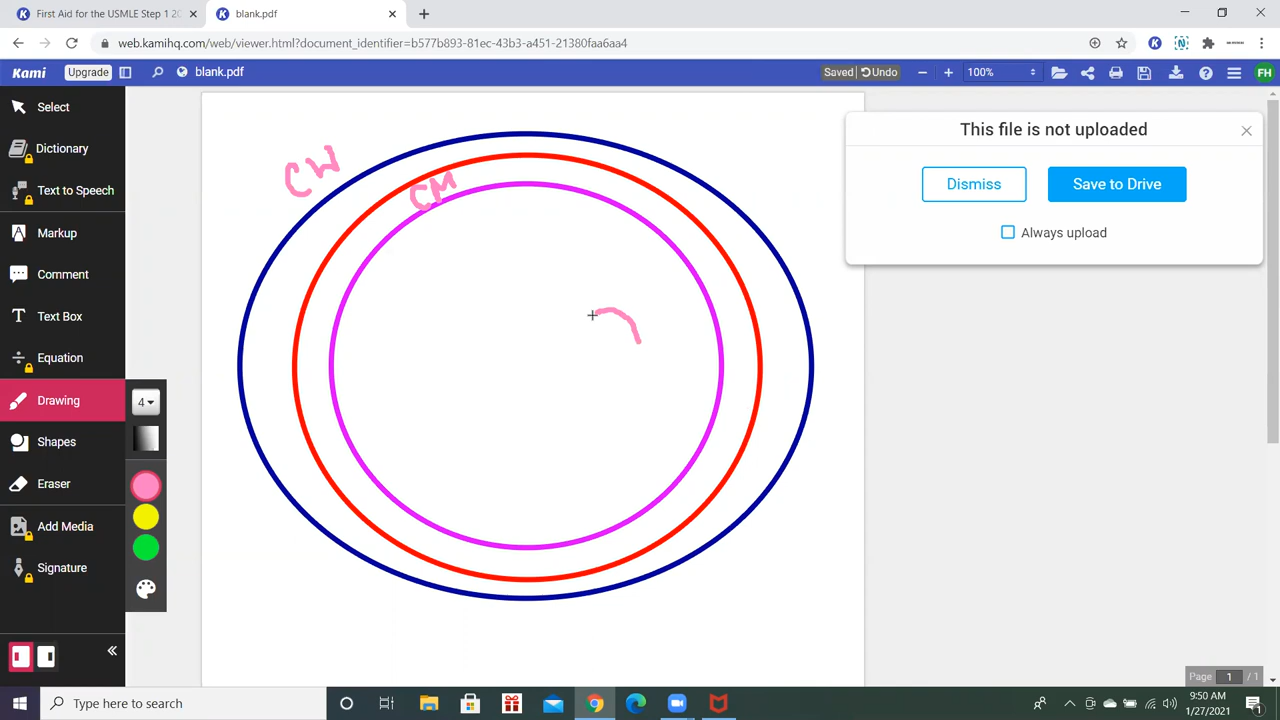 First Aid for the USMLE Step 1 20
blank.pdf
web.kamihq.com/web/viewer.html?document_identifier=b577b893-81ec-43b3-a451-21380faa6aa4
Kami
Upgrade
blank.pdf
Saved
Undo
100%
FH
Select
Dictionary
Text to Speech
Markup
Comment
Text Box
Equation
Drawing
Shapes
Eraser
Add Media
Signature
4
CW
CM
This file is not uploaded
Dismiss
Save to Drive
Always upload
Page 1 / 1
Type here to search
9:50 AM
1/27/2021
1